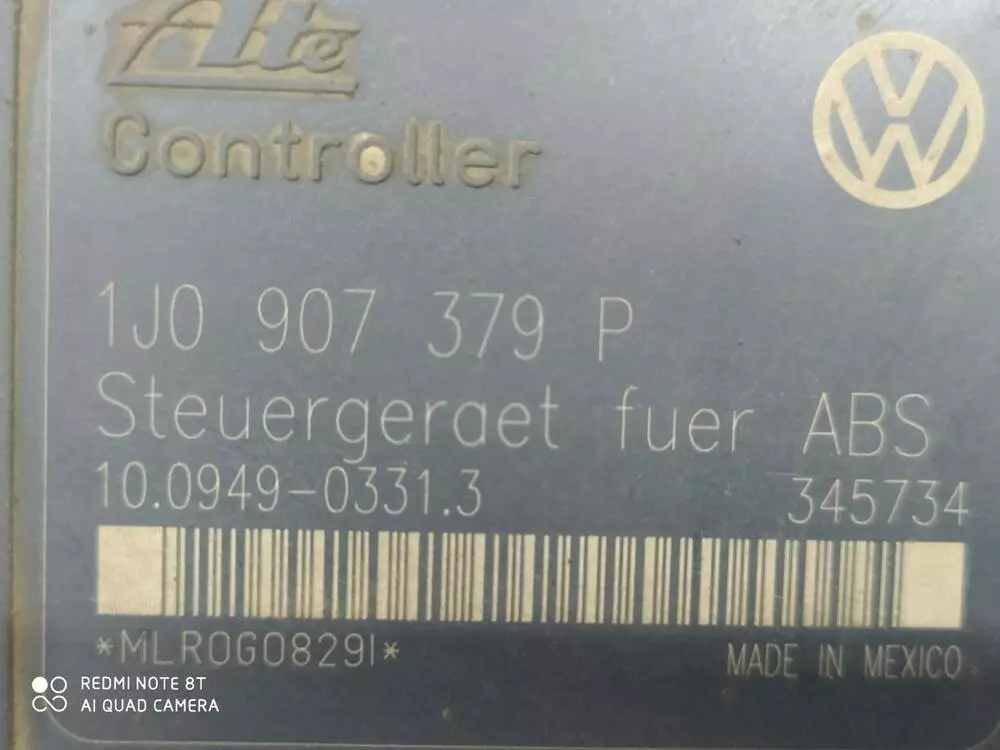 Ate
Controller
1J0 907 379 P
Steuergeraet fuer ABS
10.0949-0331.3 345734
*MLR0G0829I*
MADE IN MEXICO
REDMI NOTE 8T
AI QUAD CAMERA